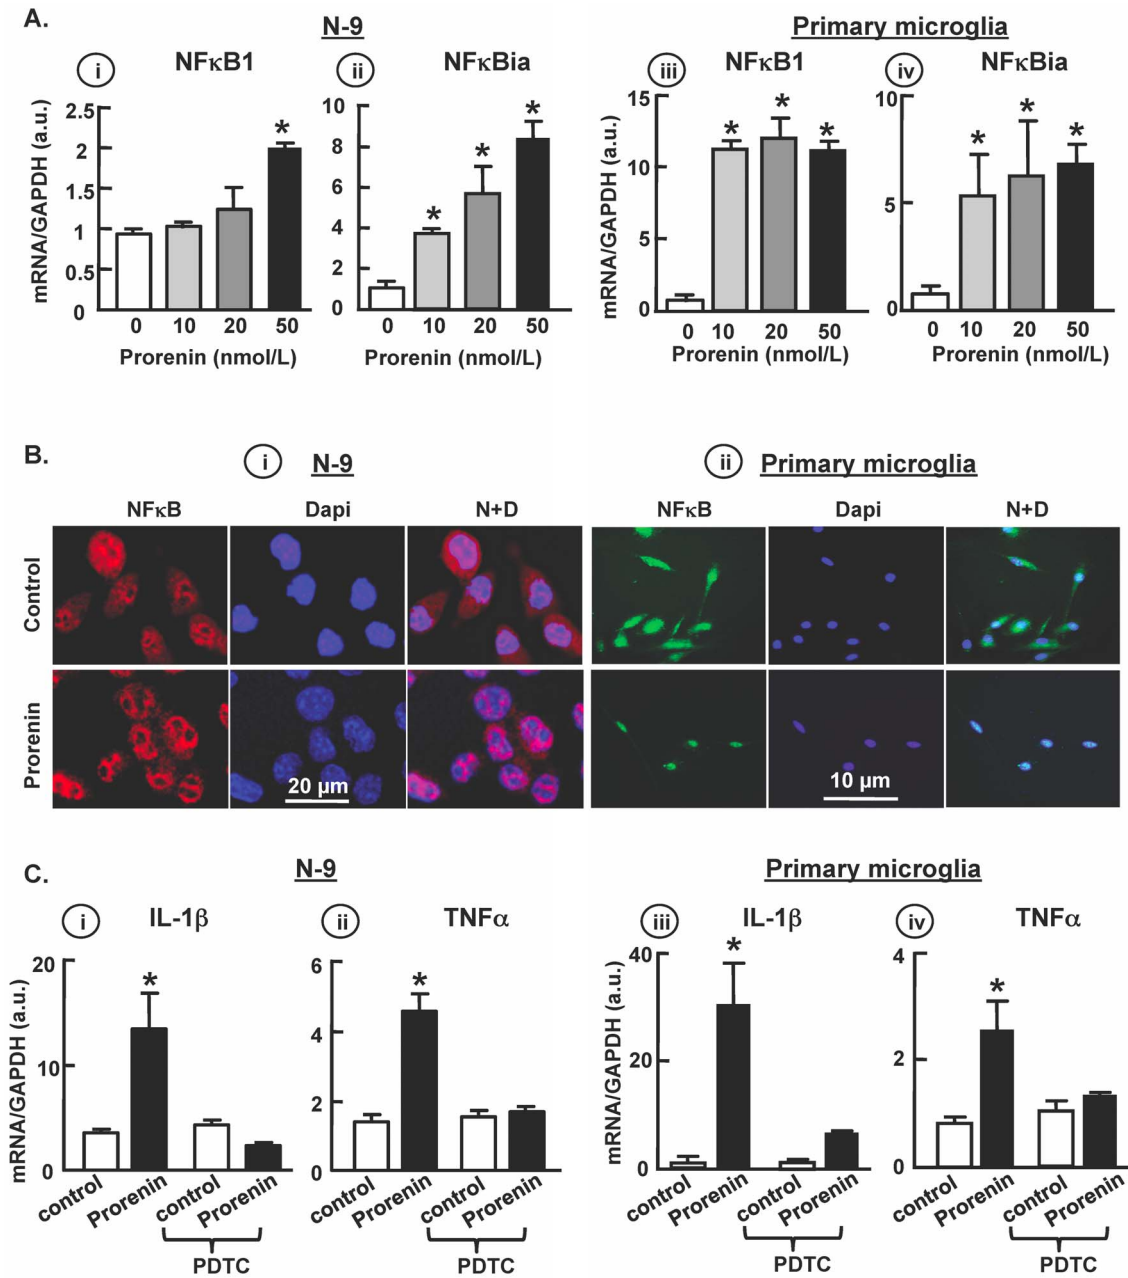 A.
N-9
Primary microglia
i
NFκB1
ii
NFκBia
iii
NFκB1
iv
NFκBia
mRNA/GAPDH (a.u.)
2.5
2
1.5
1
0.5
0
10
8
6
4
2
0
mRNA/GAPDH (a.u.)
15
10
5
0
10
5
0
*
* * *
* * *
* * *
0 10 20 50
0 10 20 50
0 10 20 50
0 10 20 50
Prorenin (nmol/L)
Prorenin (nmol/L)
Prorenin (nmol/L)
Prorenin (nmol/L)
B.
i N-9
ii Primary microglia
NFκB Dapi N+D
NFκB Dapi N+D
Control
Prorenin
20 µm
10 µm
C.
N-9
Primary microglia
i
IL-1β
ii
TNFα
iii
IL-1β
iv
TNFα
mRNA/GAPDH (a.u.)
20
10
0
6
4
2
0
mRNA/GAPDH (a.u.)
40
20
0
4
2
0
*
*
*
*
control Prorenin control Prorenin
control Prorenin control Prorenin
control Prorenin control Prorenin
control Prorenin control Prorenin
PDTC
PDTC
PDTC
PDTC